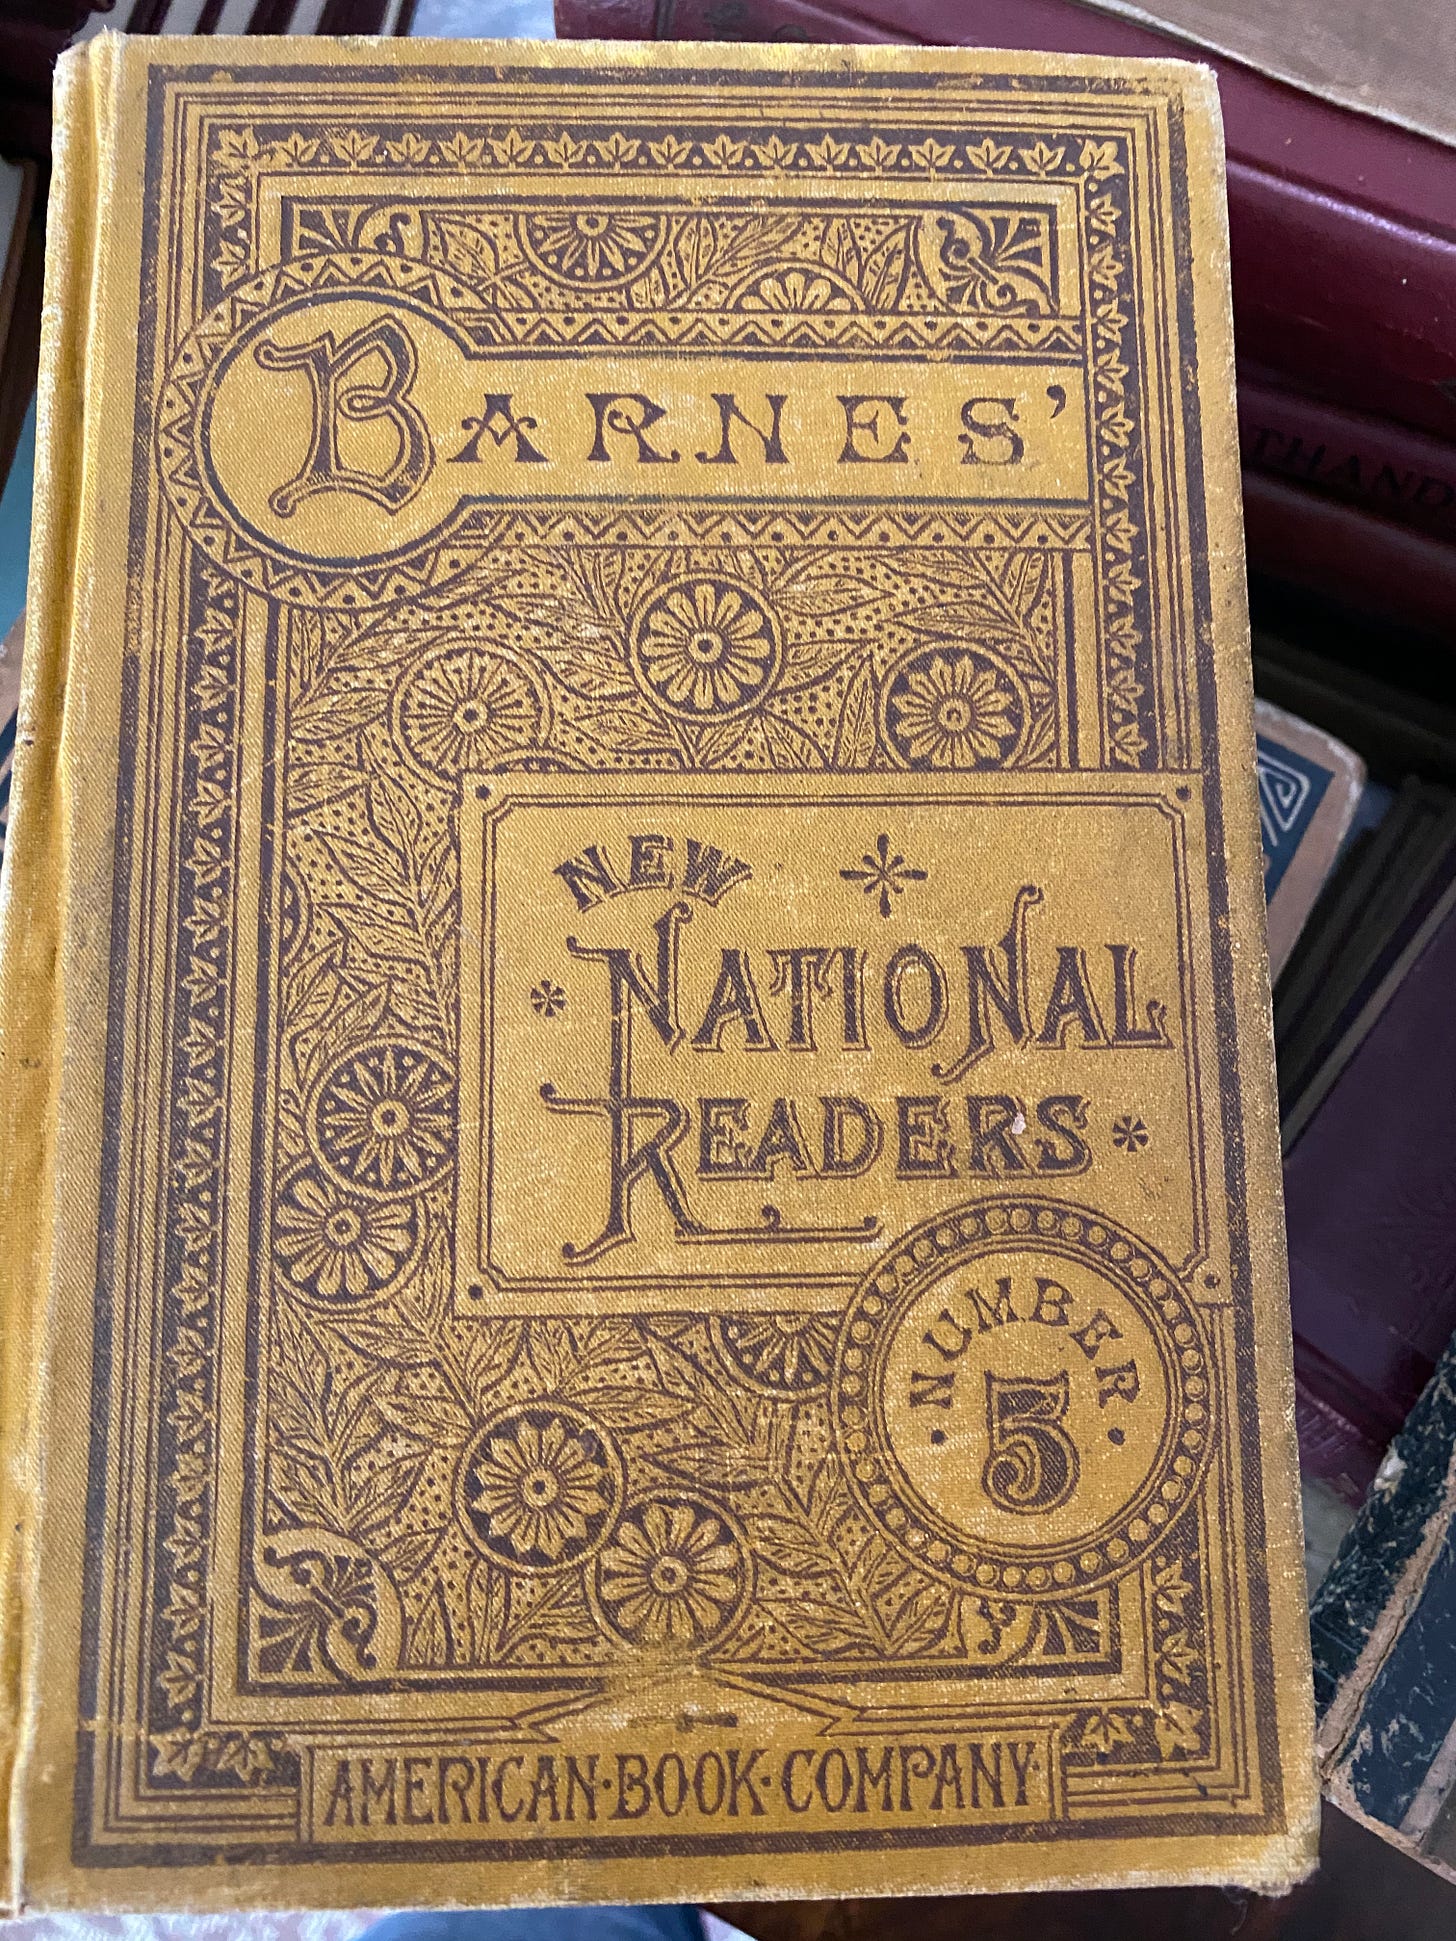 BARNES'
NEW
NATIONAL
READERS
NUMBER
5
AMERICAN·BOOK·COMPANY·